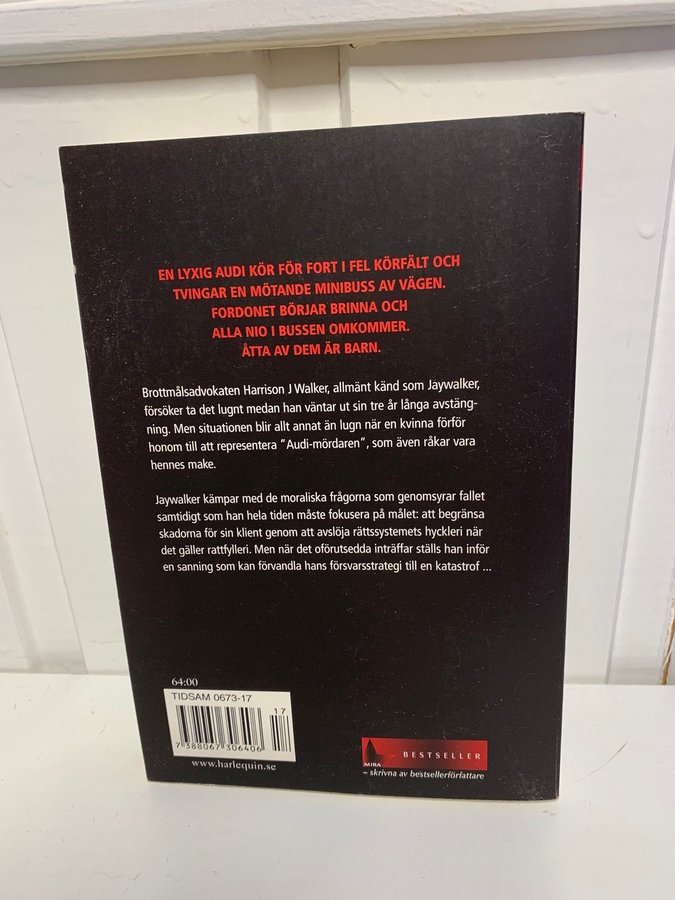 EN LYXIG AUDI KÖR FÖR FORT I FEL KÖRFÄLT OCH
TVINGAR EN MÖTANDE MINIBUSS AV VÄGEN.
FORDONET BÖRJAR BRINNA OCH
ALLA NIO I BUSSEN OMKOMMER.
ÅTTA AV DEM ÄR BARN.
Brottmålsadvokaten Harrison J Walker, allmänt känd som Jaywalker,
försöker ta det lugnt medan han väntar ut sin tre år långa avstäng-
ning. Men situationen blir allt annat än lugn när en kvinna förför
honom till att representera ”Audi-mördaren”, som även råkar vara
hennes make.
Jaywalker kämpar med de moraliska frågorna som genomsyrar fallet
samtidigt som han hela tiden måste fokusera på målet: att begränsa
skadorna för sin klient genom att avslöja rättssystemets hyckleri när
det gäller rattfylleri. Men när det oförutsedda inträffar ställs han inför
en sanning som kan förvandla hans försvarsstrategi till en katastrof ...
64:00
TIDSAM 0673-17
17
7 388067 306406
www.harlequin.se
MIRA
BESTSELLER
– skrivna av bestsellerförfattare